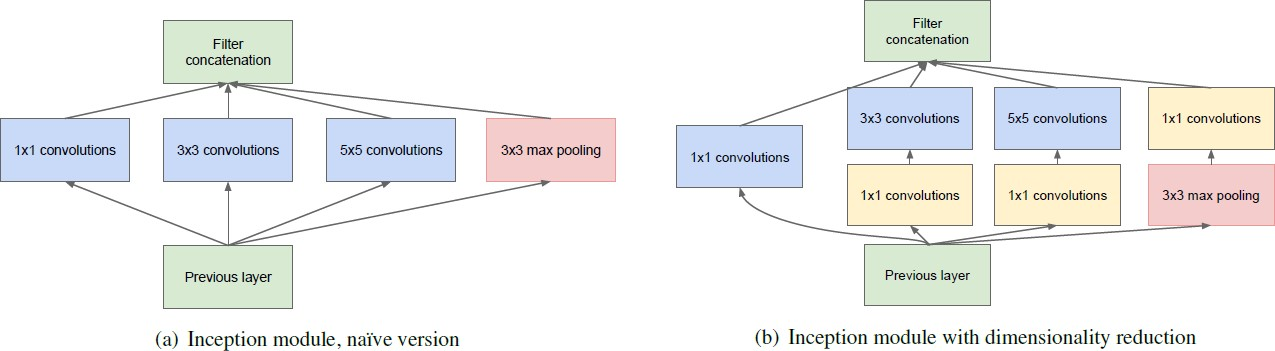 Filter
concatenation
1x1 convolutions
3x3 convolutions
5x5 convolutions
3x3 max pooling
Previous layer
(a) Inception module, naïve version
Filter
concatenation
1x1 convolutions
3x3 convolutions
5x5 convolutions
1x1 convolutions
1x1 convolutions
1x1 convolutions
3x3 max pooling
Previous layer
(b) Inception module with dimensionality reduction